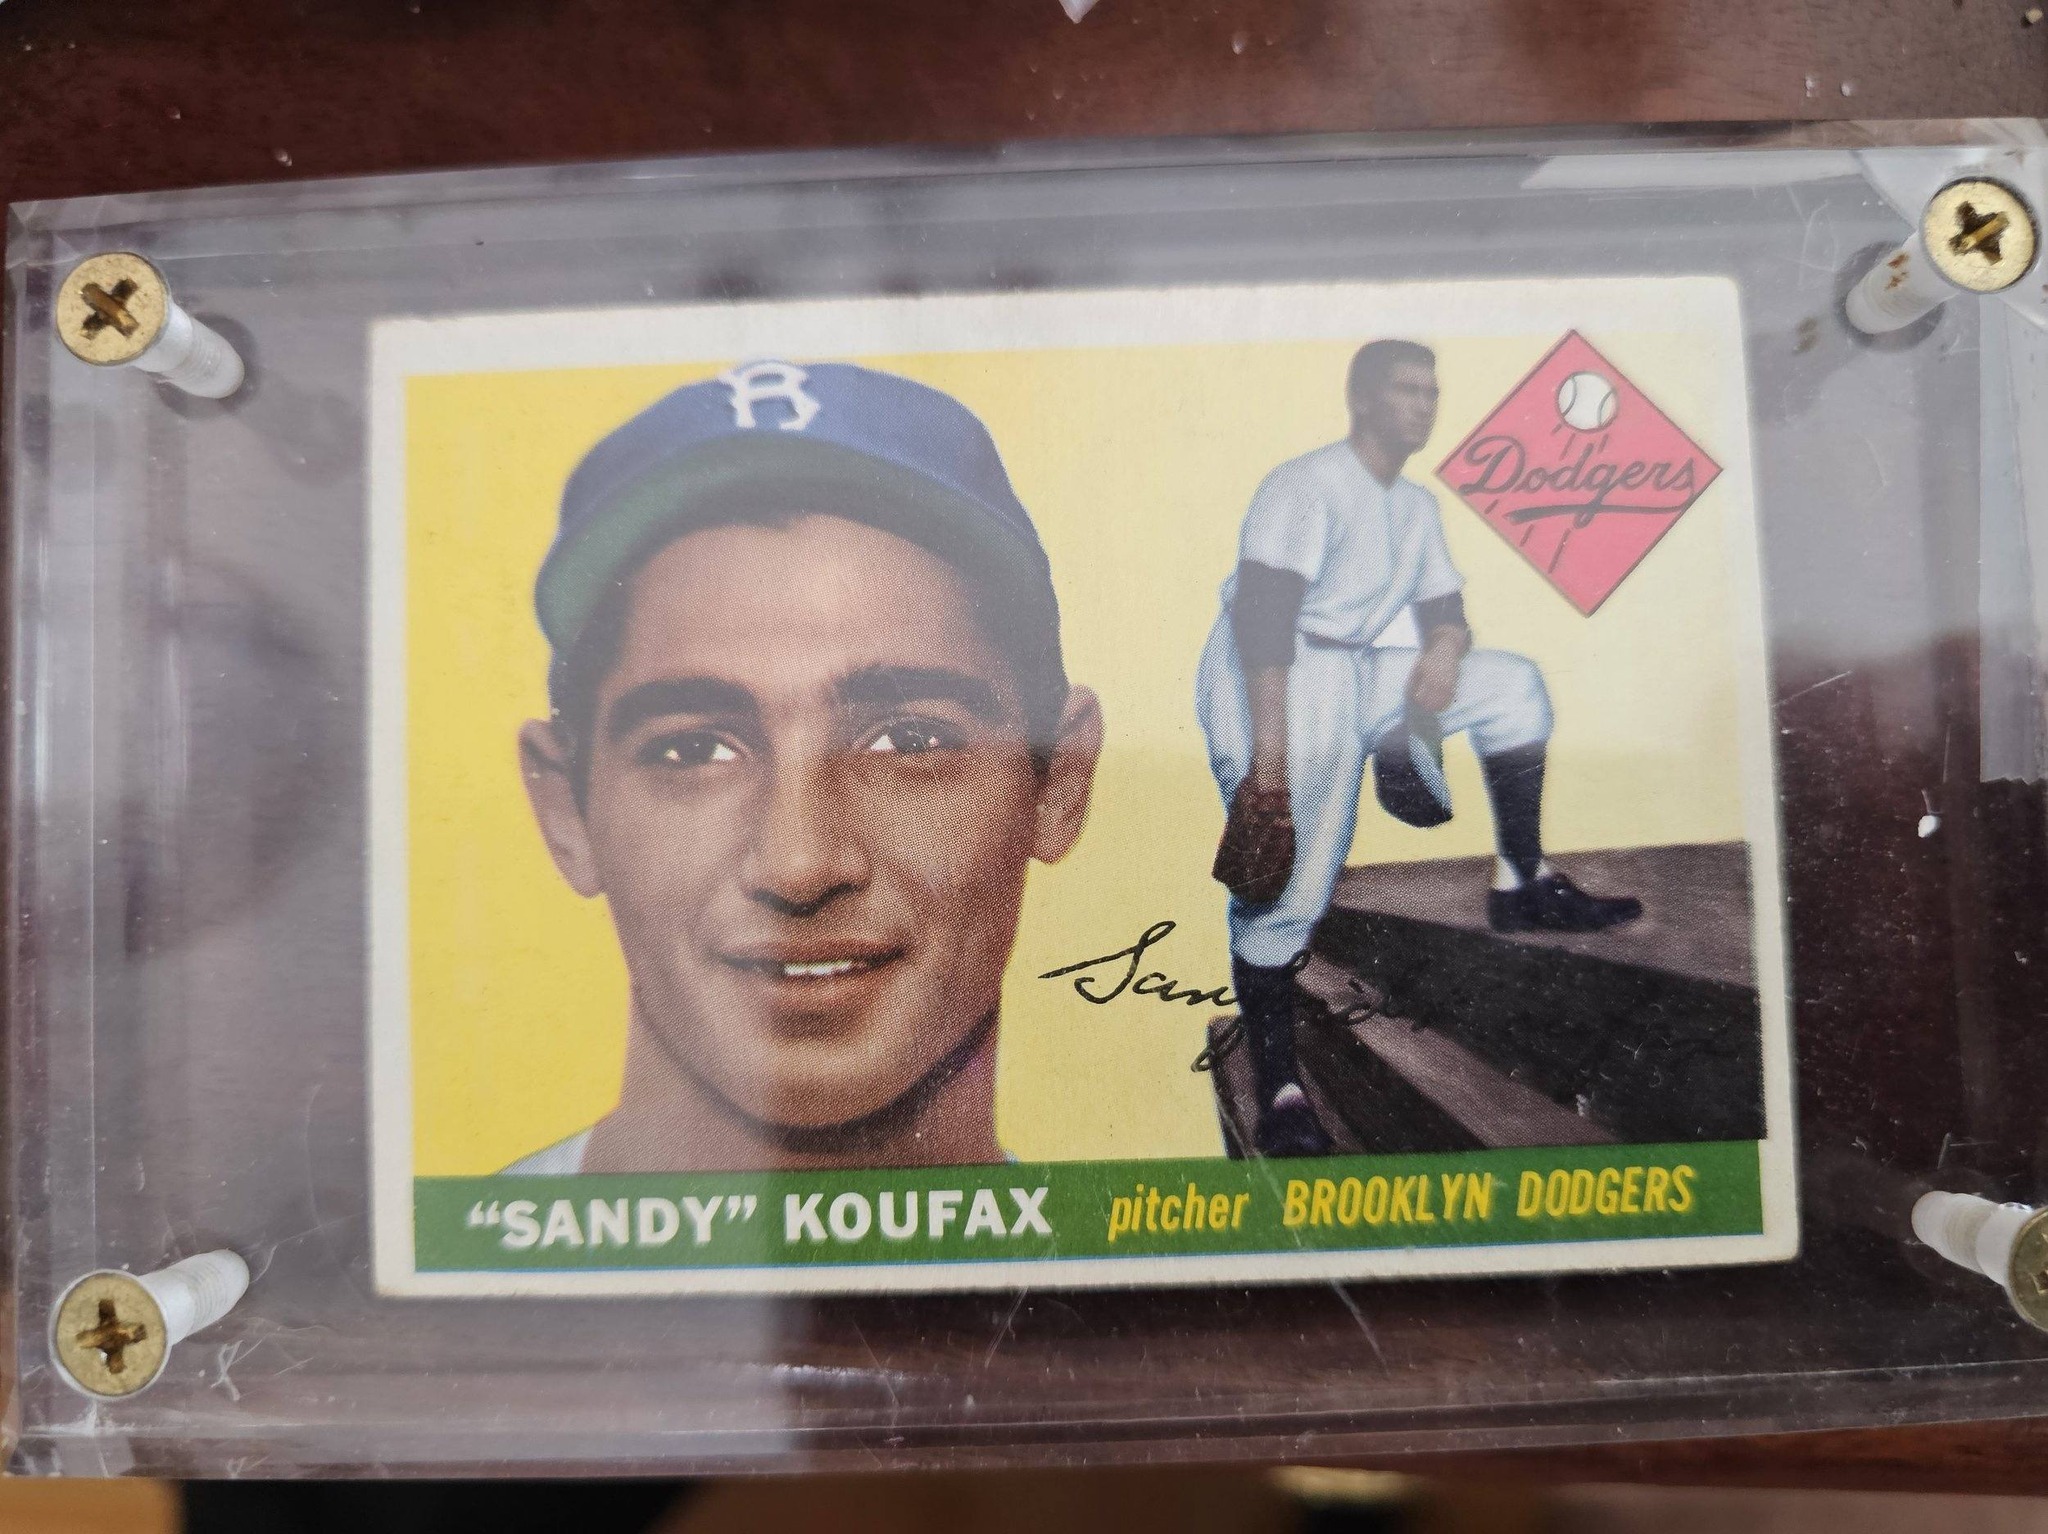 B
Dodgers
"SANDY" KOUFAX pitcher BROOKLYN DODGERS